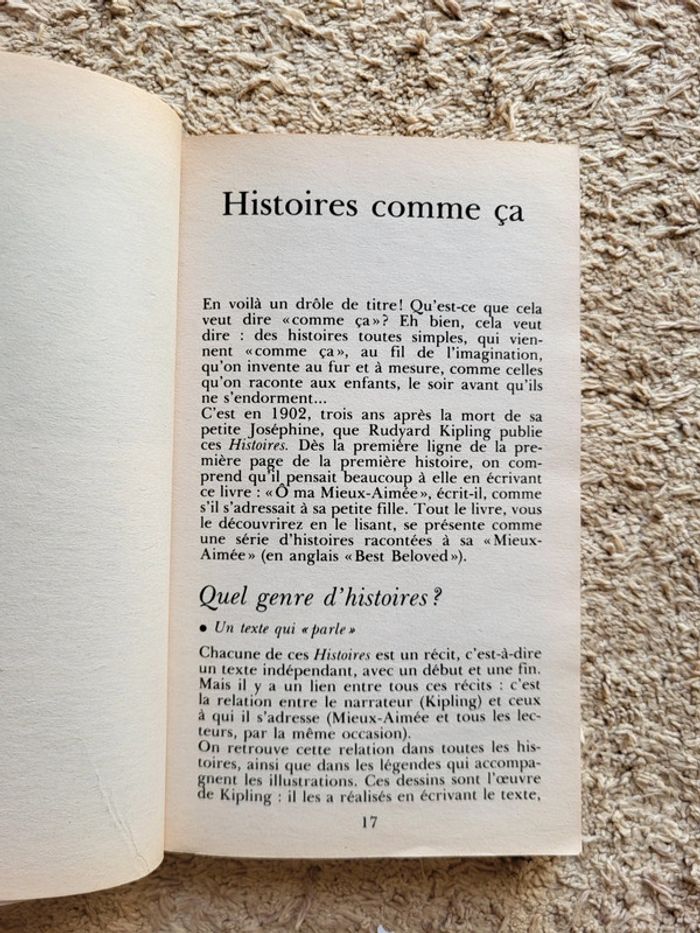 Histoires comme ça
En voilà un drôle de titre! Qu'est-ce que cela
veut dire «comme ça»? Eh bien, cela veut
dire : des histoires toutes simples, qui vien-
nent «comme ça», au fil de l'imagination,
qu'on invente au fur et à mesure, comme celles
qu'on raconte aux enfants, le soir avant qu'ils
ne s'endorment...
C'est en 1902, trois ans après la mort de sa
petite Joséphine, que Rudyard Kipling publie
ces Histoires. Dès la première ligne de la pre-
mière page de la première histoire, on com-
prend qu'il pensait beaucoup à elle en écrivant
ce livre : «Ô ma Mieux-Aimée», écrit-il, comme
s'il s'adressait à sa petite fille. Tout le livre, vous
le découvrirez en le lisant, se présente comme
une série d'histoires racontées à sa «Mieux-
Aimée» (en anglais «Best Beloved»).
Quel genre d'histoires?
• Un texte qui «parle»
Chacune de ces Histoires est un récit, c'est-à-dire
un texte indépendant, avec un début et une fin.
Mais il y a un lien entre tous ces récits : c'est
la relation entre le narrateur (Kipling) et ceux
à qui il s'adresse (Mieux-Aimée et tous les lec-
teurs, par la même occasion).
On retrouve cette relation dans toutes les his-
toires, ainsi que dans les légendes qui accompa-
gnent les illustrations. Ces dessins sont l'œuvre
de Kipling : il les a réalisés en écrivant le texte,
17